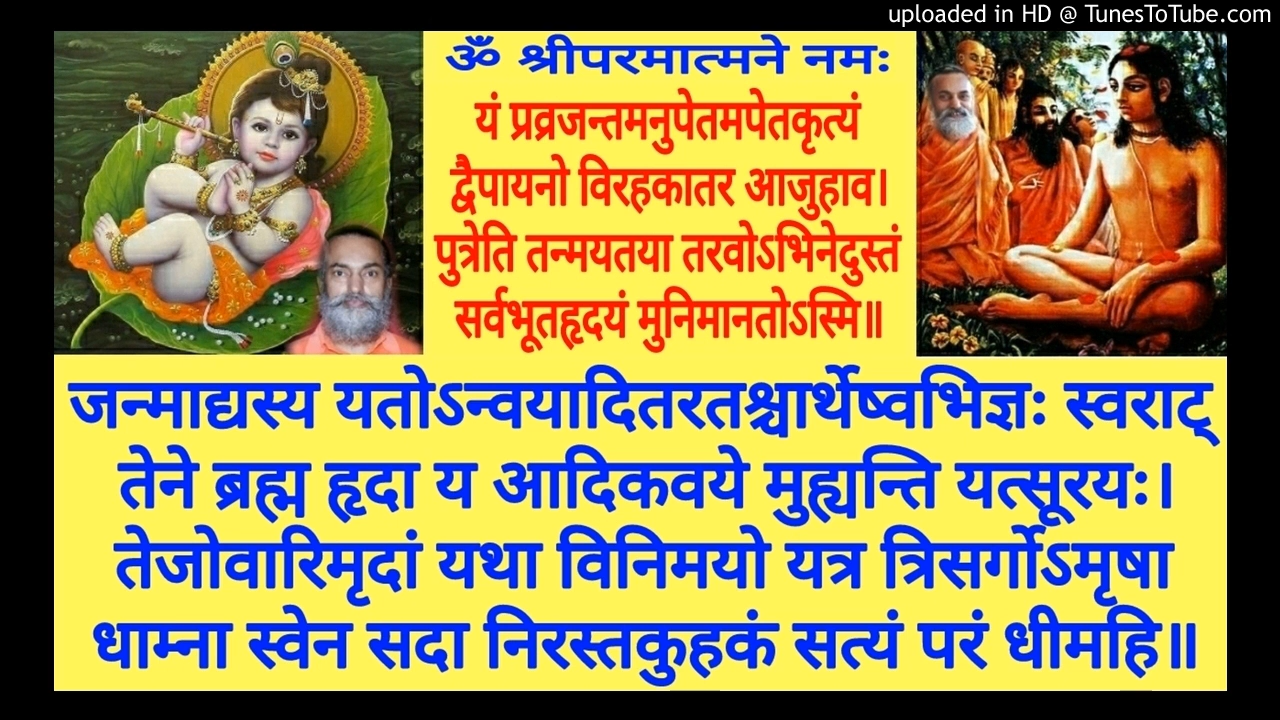 uploaded in HD @ TunesToTube.com
ॐ श्रीपरमात्मने नमः
यं प्रव्रजन्तमनुपेतमपेतकृत्यं
द्वैपायनो विरहकातर आजुहाव।
पुत्रेति तन्मयतया तरवोऽभिनेदुस्तं
सर्वभूतहृदयं मुनिमानतोऽस्मि॥
जन्माद्यस्य यतोऽन्वयादितरतश्चार्थेष्वभिज्ञः स्वराट्
तेने ब्रह्म हृदा य आदिकवये मुह्यन्ति यत्सूरयः।
तेजोवारिमृदां यथा विनिमयो यत्र त्रिसर्गोऽमृषा
धाम्ना स्वेन सदा निरस्तकुहकं सत्यं परं धीमहि॥